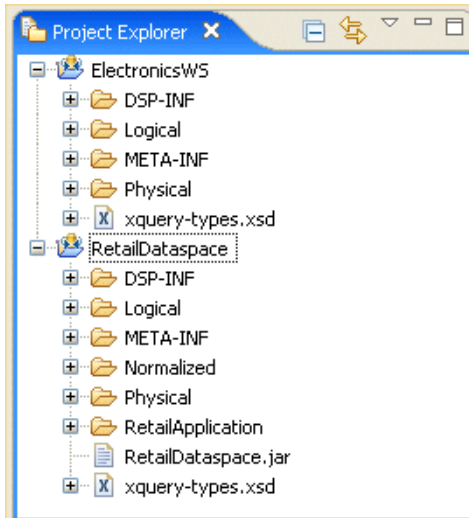 Project Explorer
ElectronicsWS
DSP-INF
Logical
META-INF
Physical
xquery-types.xsd
RetailDataspace
DSP-INF
Logical
META-INF
Normalized
Physical
RetailApplication
RetailDataspace.jar
xquery-types.xsd